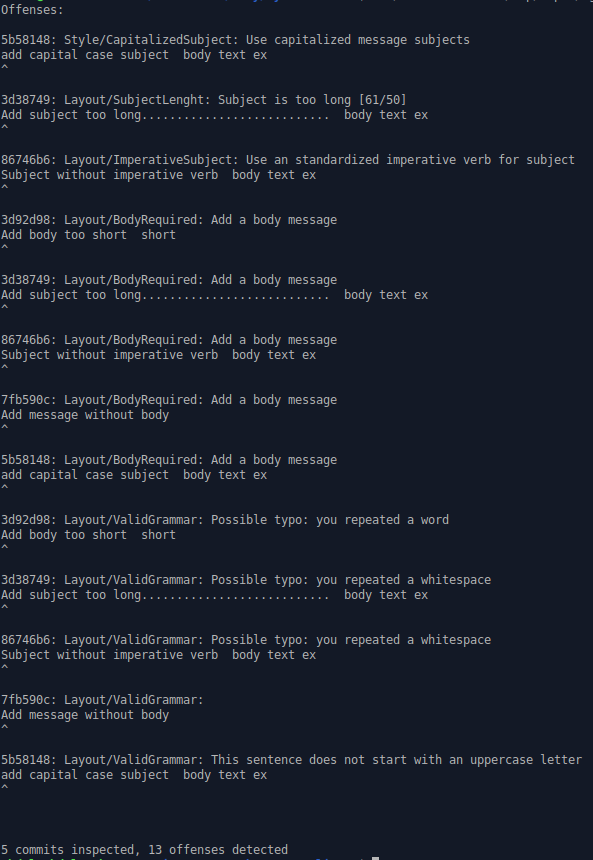 Offenses:
5b58148: Style/CapitalizedSubject: Use capitalized message subjects
add capital case subject  body text ex
^
3d38749: Layout/SubjectLenght: Subject is too long [61/50]
Add subject too long...........................  body text ex
^
86746b6: Layout/ImperativeSubject: Use an standardized imperative verb for subject
Subject without imperative verb  body text ex
^
3d92d98: Layout/BodyRequired: Add a body message
Add body too short  short
^
3d38749: Layout/BodyRequired: Add a body message
Add subject too long...........................  body text ex
^
86746b6: Layout/BodyRequired: Add a body message
Subject without imperative verb  body text ex
^
7fb590c: Layout/BodyRequired: Add a body message
Add message without body
^
5b58148: Layout/BodyRequired: Add a body message
add capital case subject  body text ex
^
3d92d98: Layout/ValidGrammar: Possible typo: you repeated a word
Add body too short  short
^
3d38749: Layout/ValidGrammar: Possible typo: you repeated a whitespace
Add subject too long...........................  body text ex
^
86746b6: Layout/ValidGrammar: Possible typo: you repeated a whitespace
Subject without imperative verb  body text ex
^
7fb590c: Layout/ValidGrammar:
Add message without body
^
5b58148: Layout/ValidGrammar: This sentence does not start with an uppercase letter
add capital case subject  body text ex
^
5 commits inspected, 13 offenses detected